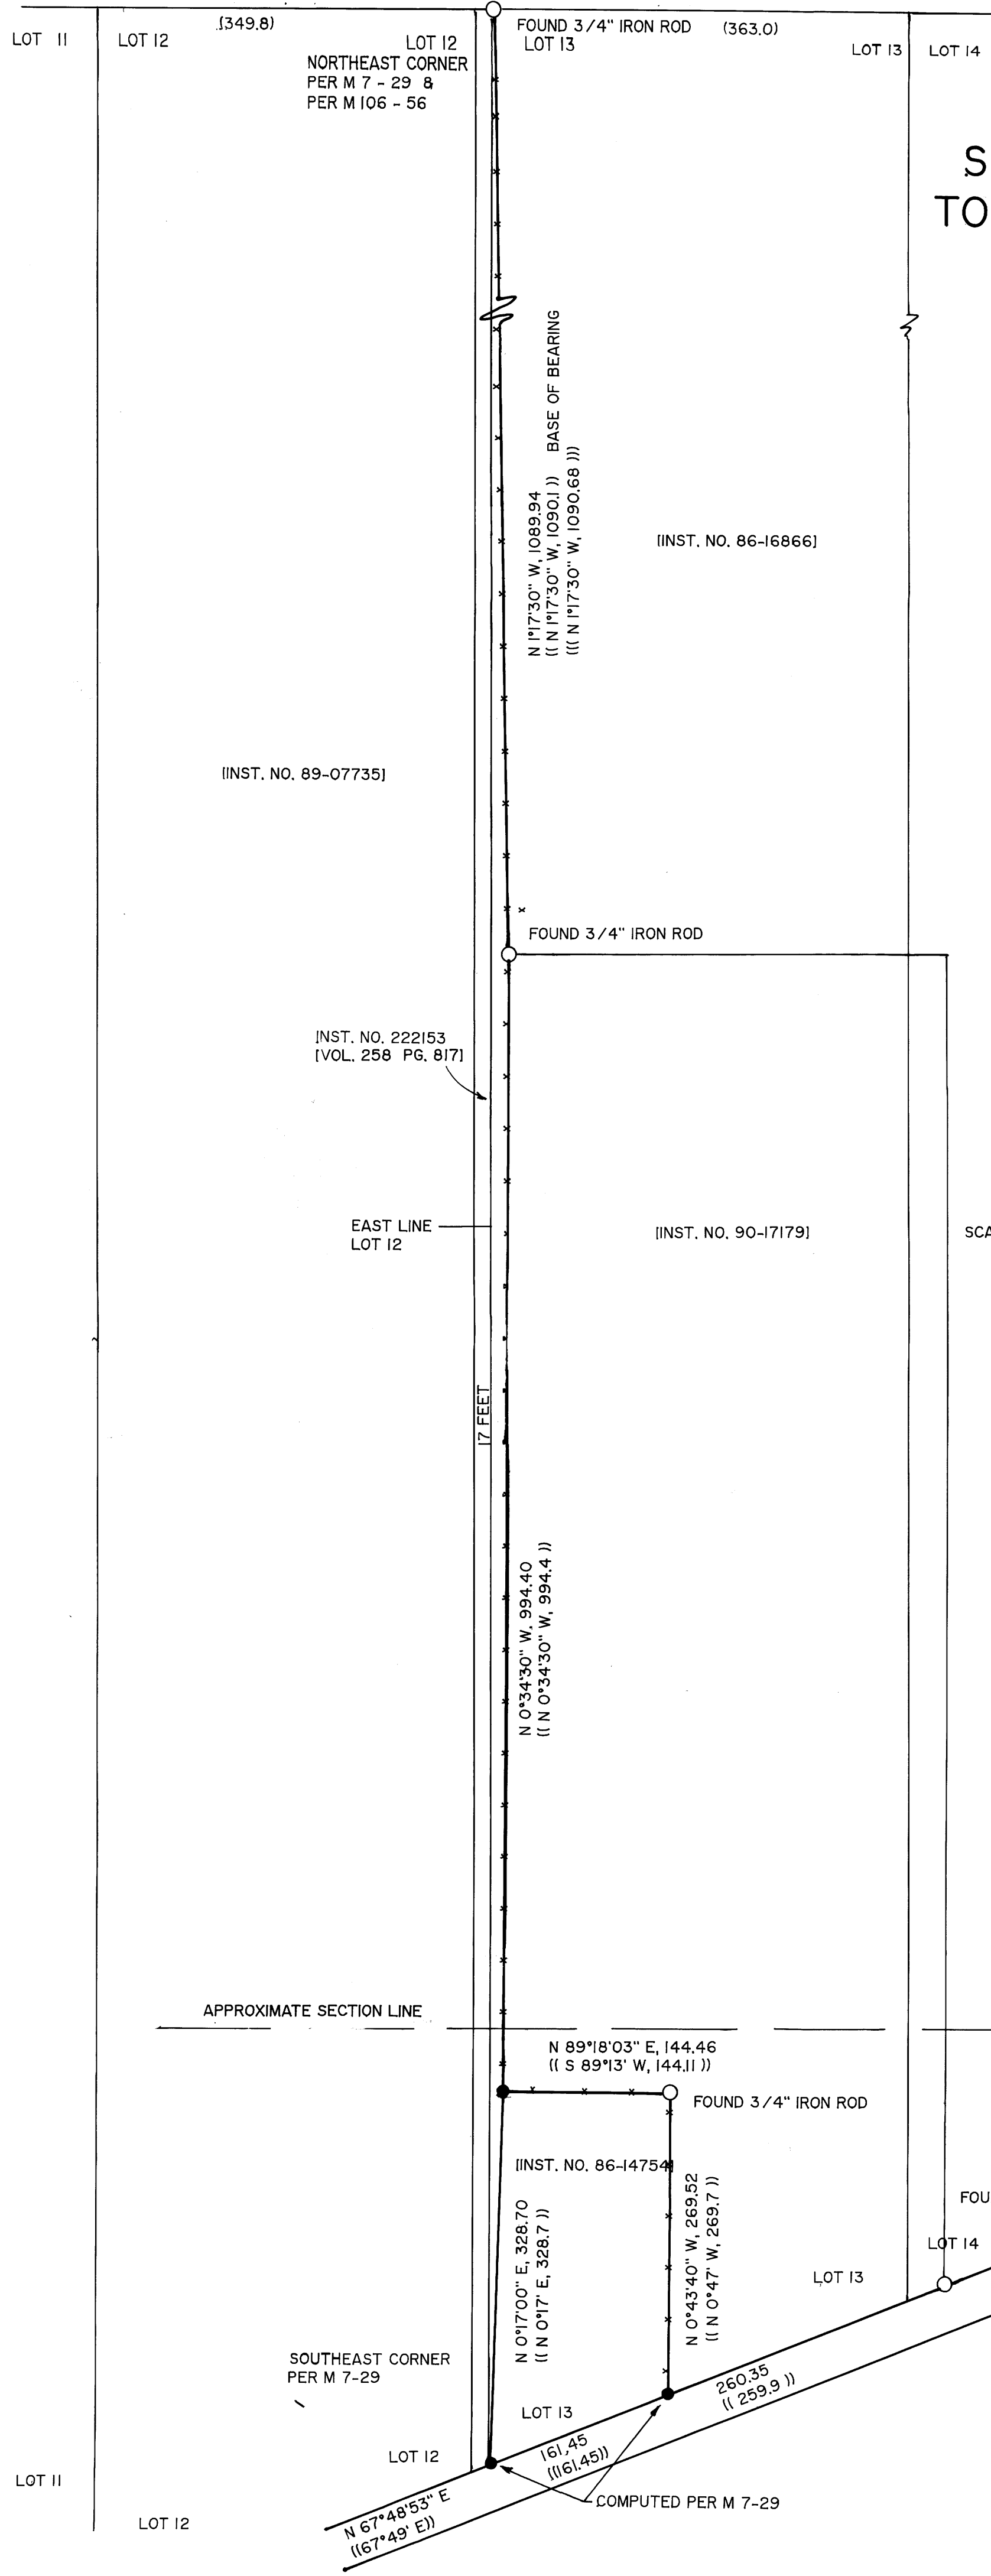 (349.8)
FOUND 3/4" IRON ROD
(363.0)
LOT 11
LOT 12
LOT 12
LOT 13
LOT 13
LOT 14
NORTHEAST CORNER
PER M 7 - 29 &
PER M 106 - 56
S
TO
N 1°17'30" W, 1089.94
(( N 1°17'30" W, 1090.1 )) BASE OF BEARING
((( N 1°17'30" W, 1090.68 )))
[INST. NO. 86-16866]
[INST. NO. 89-07735]
FOUND 3/4" IRON ROD
INST. NO. 222153
[VOL. 258 PG. 817]
EAST LINE
LOT 12
[INST. NO. 90-17179]
SCA
17 FEET
N 0°34'30" W, 994.40
(( N 0°34'30" W, 994.4 ))
APPROXIMATE SECTION LINE
N 89°18'03" E, 144.46
(( S 89°13' W, 144.11 ))
FOUND 3/4" IRON ROD
[INST. NO. 86-14754]
N 0°17'00" E, 328.70
(( N 0°17' E, 328.7 ))
N 0°43'40" W, 269.52
(( N 0°47' W, 269.7 ))
FOU
LOT 14
LOT 13
SOUTHEAST CORNER
PER M 7-29
260.35
(( 259.9 ))
LOT 13
161.45
((161.45))
LOT 12
LOT 11
COMPUTED PER M 7-29
N 67°48'53" E
((67°49' E))
LOT 12